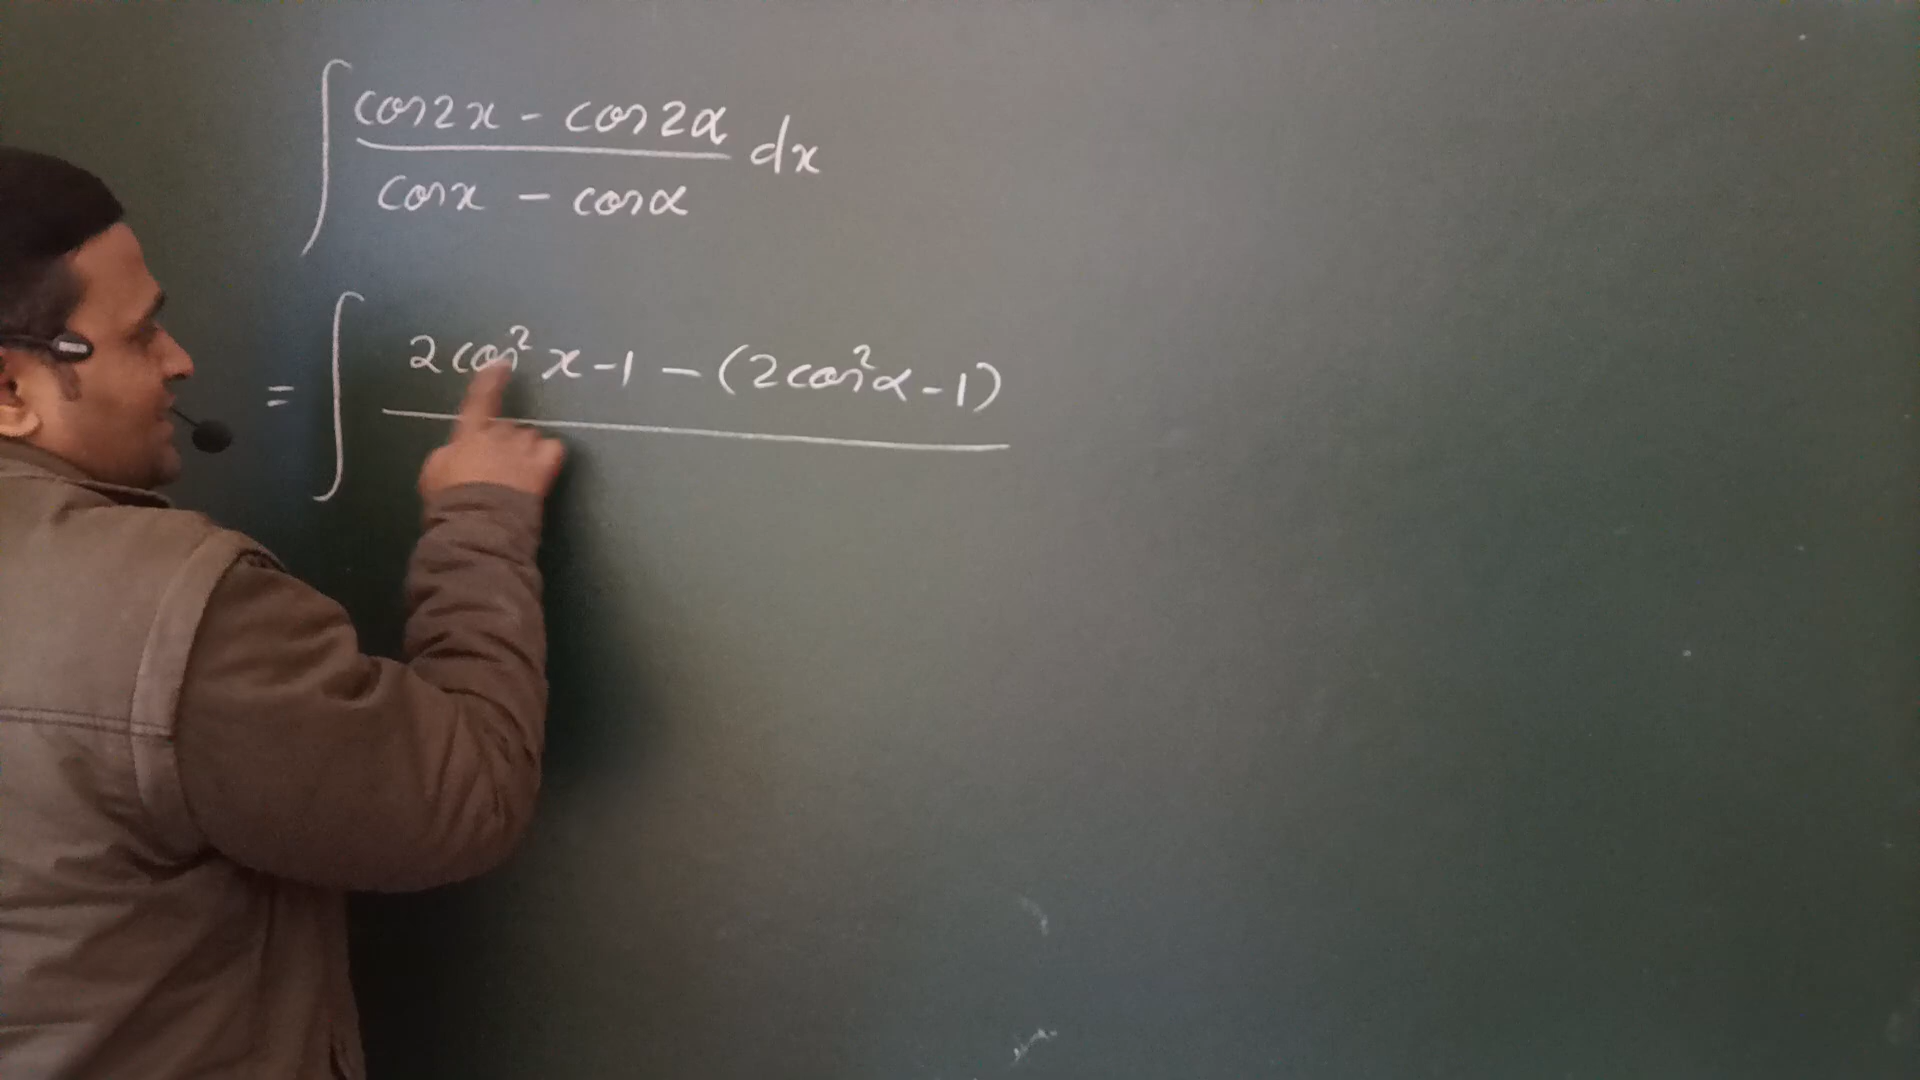 ∫ cos2x - cos2α / cosx - cosα dx
= ∫ 2cos²x-1 - (2cos²α-1)